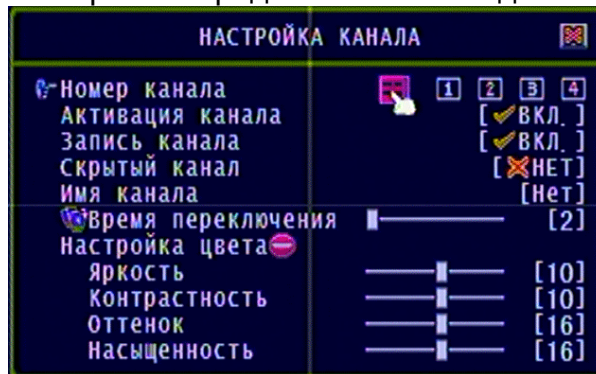 НАСТРОЙКА КАНАЛА
Номер канала 1 2 3 4
Активация канала [ВКЛ.]
Запись канала [ВКЛ.]
Скрытый канал [НЕТ]
Имя канала [Нет]
Время переключения [2]
Настройка цвета
Яркость [10]
Контрастность [10]
Оттенок [16]
Насыщенность [16]